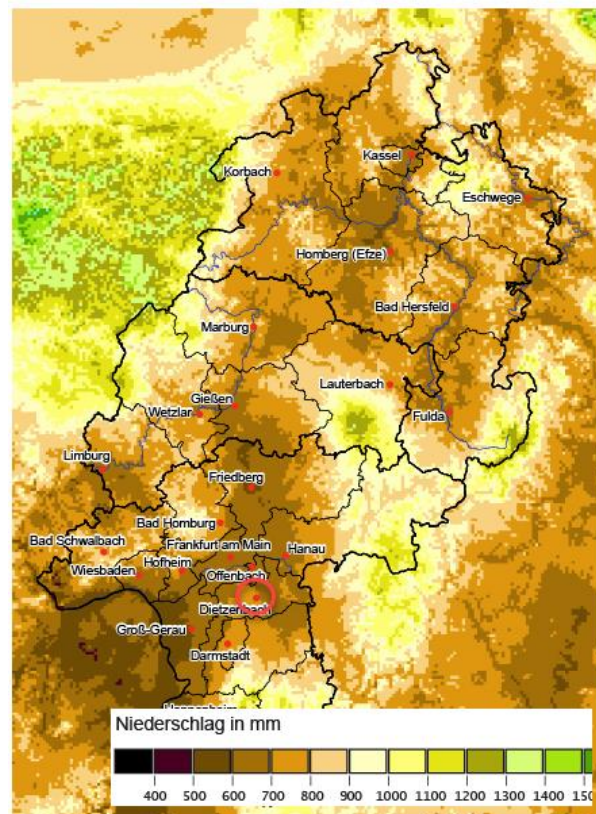 Kassel
Korbach
Eschwege
Homberg (Efze)
Bad Hersfeld
Marburg
Lauterbach
Gießen
Wetzlar
Fulda
Limburg
Friedberg
Bad Homburg
Bad Schwalbach
Frankfurt am Main
Hanau
Wiesbaden
Hofheim
Offenbach
Dietzenbach
Groß-Gerau
Darmstadt
Niederschlag in mm
400 500 600 700 800 900 1000 1100 1200 1300 1400